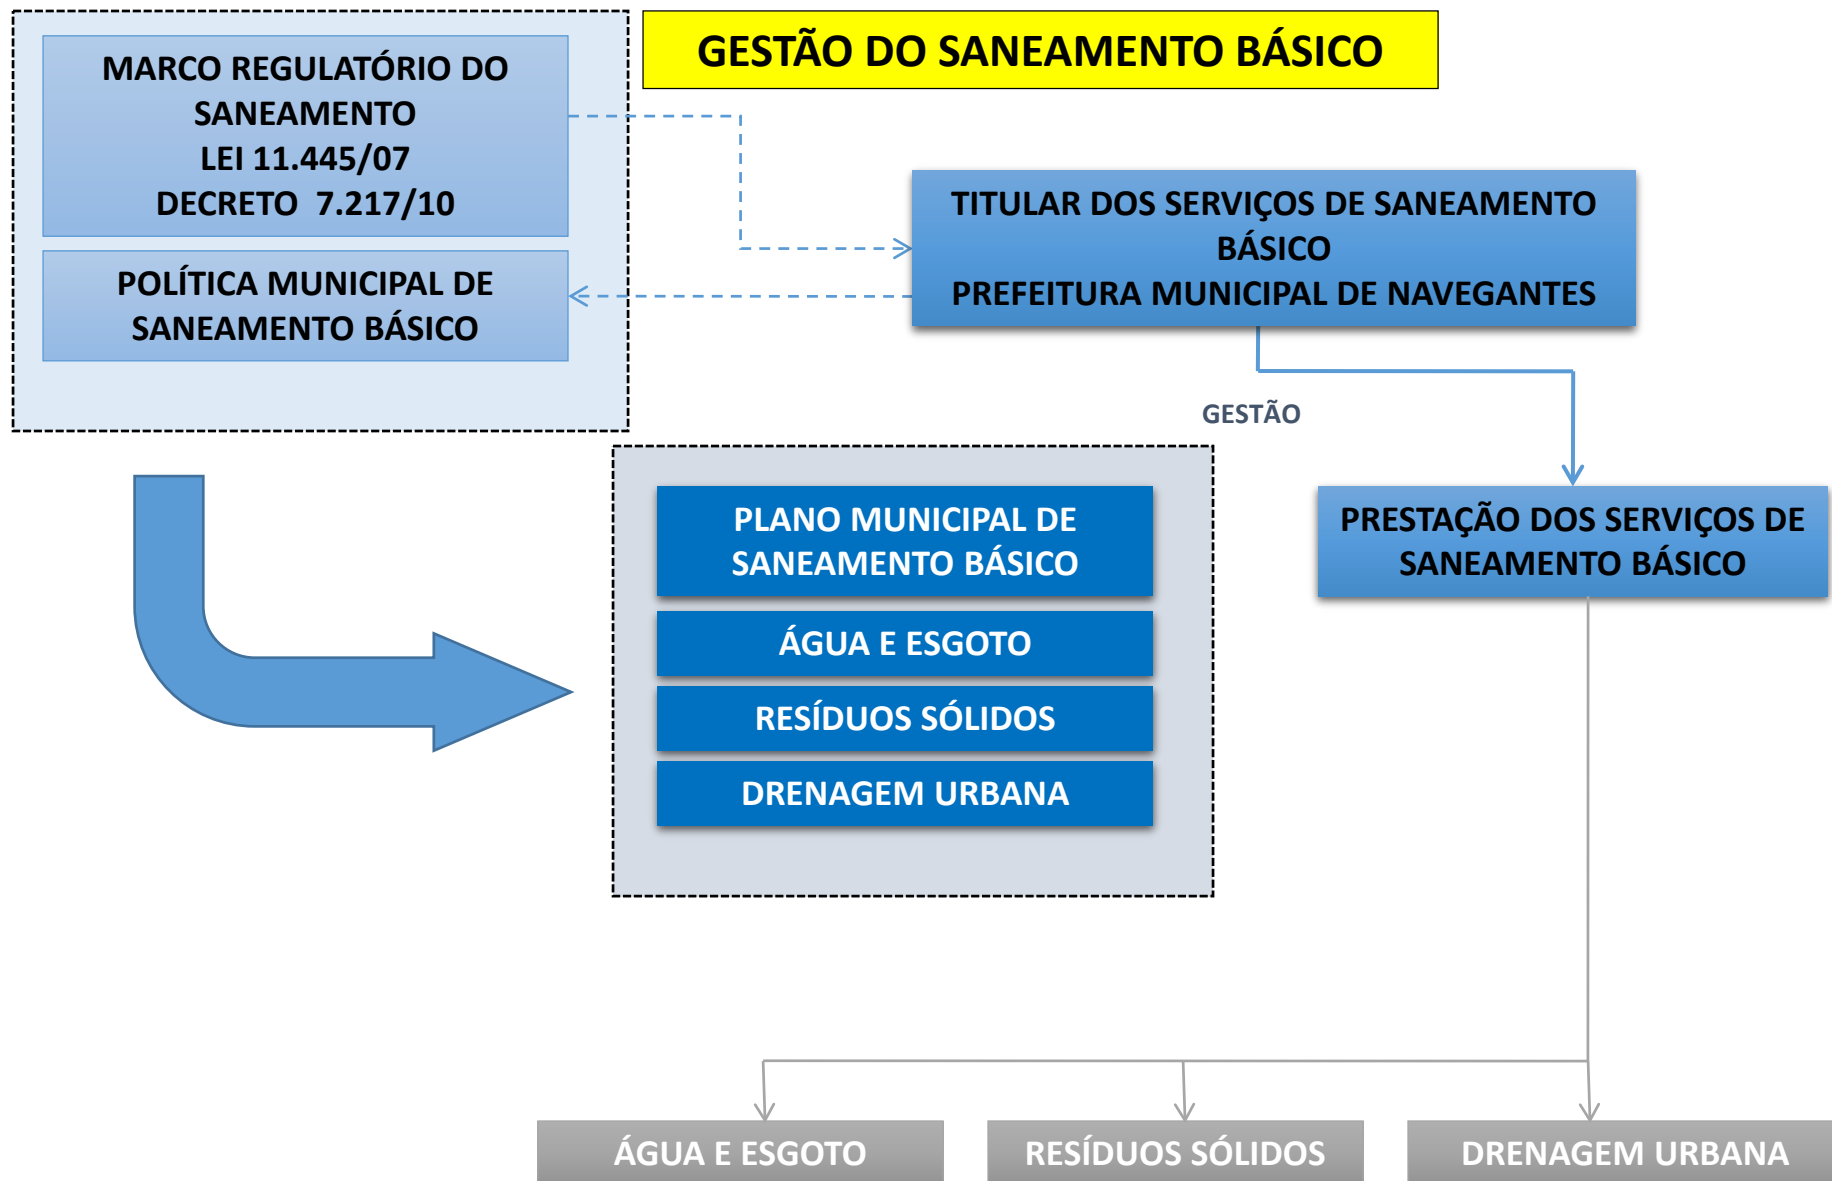 GESTÃO DO SANEAMENTO BÁSICO
MARCO REGULATÓRIO DO
SANEAMENTO
LEI 11.445/07
DECRETO 7.217/10
POLÍTICA MUNICIPAL DE
SANEAMENTO BÁSICO
TITULAR DOS SERVIÇOS DE SANEAMENTO
BÁSICO
PREFEITURA MUNICIPAL DE NAVEGANTES
GESTÃO
PLANO MUNICIPAL DE
SANEAMENTO BÁSICO
ÁGUA E ESGOTO
RESÍDUOS SÓLIDOS
DRENAGEM URBANA
PRESTAÇÃO DOS SERVIÇOS DE
SANEAMENTO BÁSICO
ÁGUA E ESGOTO
RESÍDUOS SÓLIDOS
DRENAGEM URBANA